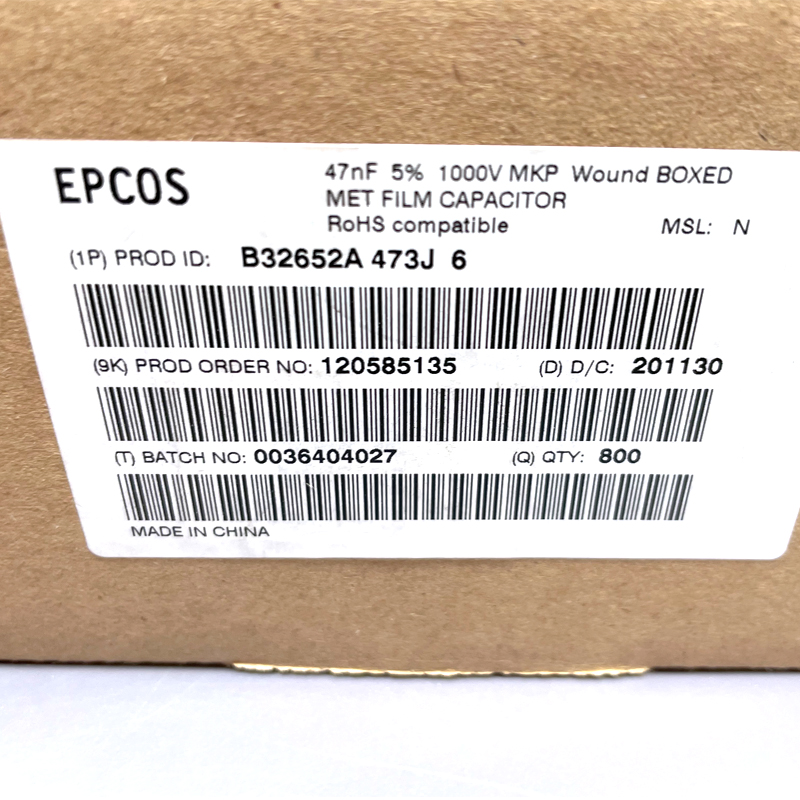 EPCOS
47nF 5% 1000V MKP Wound BOXED
MET FILM CAPACITOR
RoHS compatible MSL: N
(1P) PROD ID: B32652A 473J 6
(9K) PROD ORDER NO: 120585135 (D) D/C: 201130
(T) BATCH NO: 0036404027 (Q) QTY: 800
MADE IN CHINA